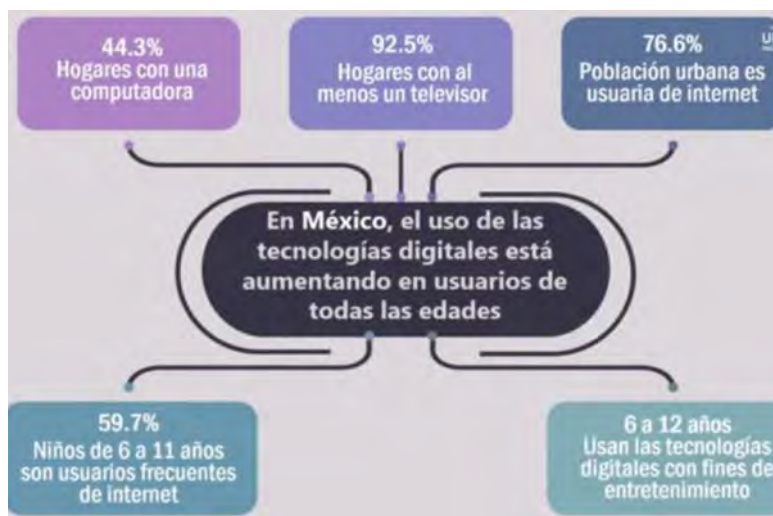 44.3%
Hogares con una
computadora
92.5%
Hogares con al
menos un televisor
76.6%
Población urbana es
usuaria de internet
En México, el uso de las
tecnologías digitales está
aumentando en usuarios de
todas las edades
59.7%
Niños de 6 a 11 años
son usuarios frecuentes
de internet
6 a 12 años
Usan las tecnologías
digitales con fines de
entretenimiento